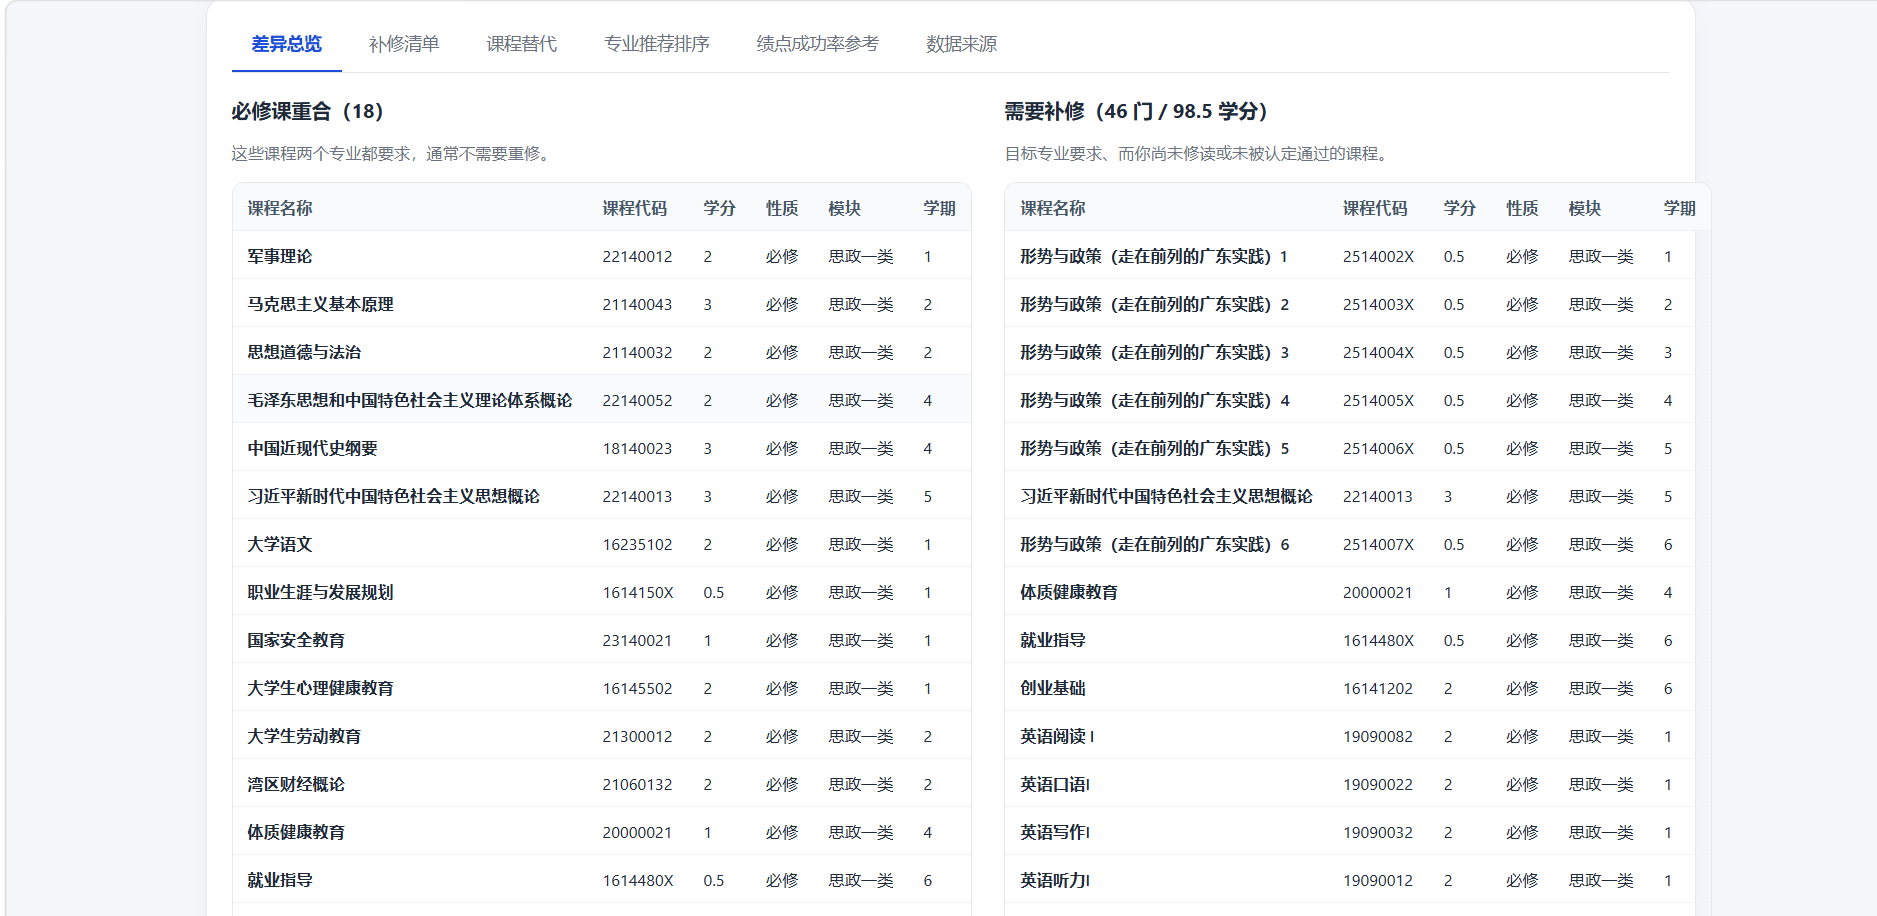 差异总览 补修清单 课程替代 专业推荐排序 绩点成功率参考 数据来源
必修课重合（18）
这些课程两个专业都要求，通常不需要重修。
课程名称 课程代码 学分 性质 模块 学期
军事理论 22140012 2 必修 思政一类 1
马克思主义基本原理 21140043 3 必修 思政一类 2
思想道德与法治 21140032 2 必修 思政一类 2
毛泽东思想和中国特色社会主义理论体系概论 22140052 2 必修 思政一类 4
中国近现代史纲要 18140023 3 必修 思政一类 4
习近平新时代中国特色社会主义思想概论 22140013 3 必修 思政一类 5
大学语文 16235102 2 必修 思政一类 1
职业生涯与发展规划 1614150X 0.5 必修 思政一类 1
国家安全教育 23140021 1 必修 思政一类 1
大学生心理健康教育 16145502 2 必修 思政一类 1
大学生劳动教育 21300012 2 必修 思政一类 2
湾区财经概论 21060132 2 必修 思政一类 2
体质健康教育 20000021 1 必修 思政一类 4
就业指导 1614480X 0.5 必修 思政一类 6
需要补修（46 门 / 98.5 学分）
目标专业要求、而你尚未修读或未被认定通过的课程。
课程名称 课程代码 学分 性质 模块 学期
形势与政策（走在前列的广东实践）1 2514002X 0.5 必修 思政一类 1
形势与政策（走在前列的广东实践）2 2514003X 0.5 必修 思政一类 2
形势与政策（走在前列的广东实践）3 2514004X 0.5 必修 思政一类 3
形势与政策（走在前列的广东实践）4 2514005X 0.5 必修 思政一类 4
形势与政策（走在前列的广东实践）5 2514006X 0.5 必修 思政一类 5
习近平新时代中国特色社会主义思想概论 22140013 3 必修 思政一类 5
形势与政策（走在前列的广东实践）6 2514007X 0.5 必修 思政一类 6
体质健康教育 20000021 1 必修 思政一类 4
就业指导 1614480X 0.5 必修 思政一类 6
创业基础 16141202 2 必修 思政一类 6
英语阅读 I 19090082 2 必修 思政一类 1
英语口语I 19090022 2 必修 思政一类 1
英语写作I 19090032 2 必修 思政一类 1
英语听力I 19090012 2 必修 思政一类 1